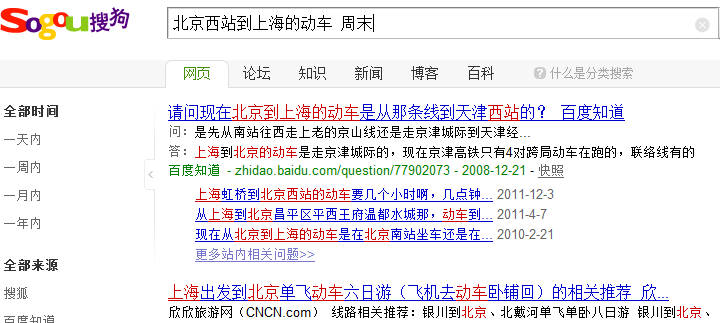 Sogou搜狗
北京西站到上海的动车 周末
网页 论坛 知识 新闻 博客 百科 什么是分类搜索
全部时间
一天内
一周内
一月内
一年内
全部来源
搜狐
百度知道
请问现在北京到上海的动车是从那条线到天津西站的？ 百度知道
问：是先从南站往西走上老的京山线还是走京津城际到天津经...
答：上海到北京的动车是走京津城际的，现在京津高铁只有4对跨局动车在跑的，联络线有的
百度知道 - zhidao.baidu.com/question/77902073 - 2008-12-21 - 快照
上海虹桥到北京西站的动车要几个小时啊，几点钟... 2011-12-3
从上海到北京昌平区平西王府温都水城那，动车到... 2011-4-7
现在从北京到上海的动车是在北京南站坐车还是在... 2010-2-21
更多站内相关问题>>
上海出发到北京单飞动车六日游（飞机去动车卧铺回）的相关推荐 欣...
欣欣旅游网（CNCN.com） 线路相关推荐：银川到北京、北戴河单飞单卧八日游 银川到北京、